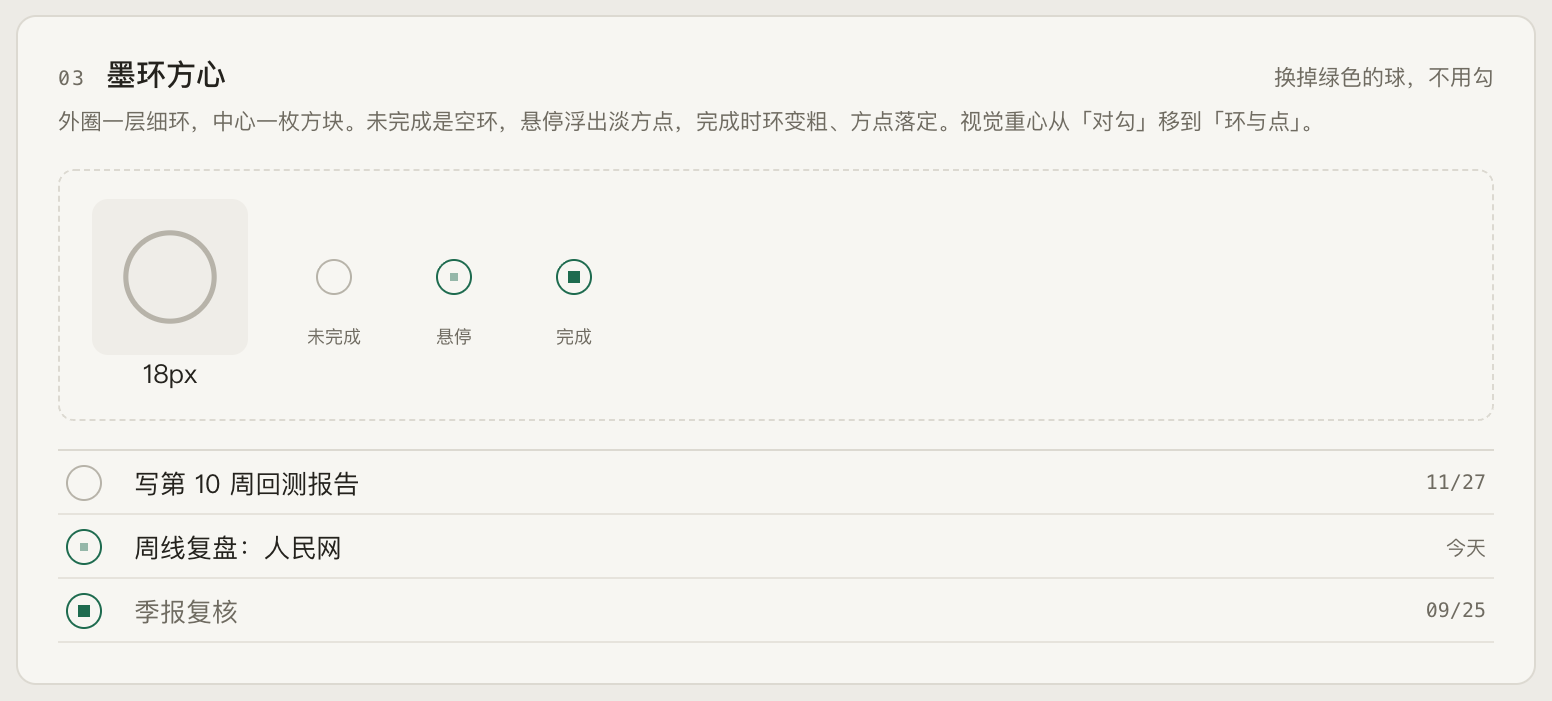 03 墨环方心 换掉绿色的球，不用勾
外圈一层细环，中心一枚方块。未完成是空环，悬停浮出淡方点，完成时环变粗、方点落定。视觉重心从「对勾」移到「环与点」。
18px
未完成 悬停 完成
写第 10 周回测报告 11/27
周线复盘：人民网 今天
季报复核 09/25